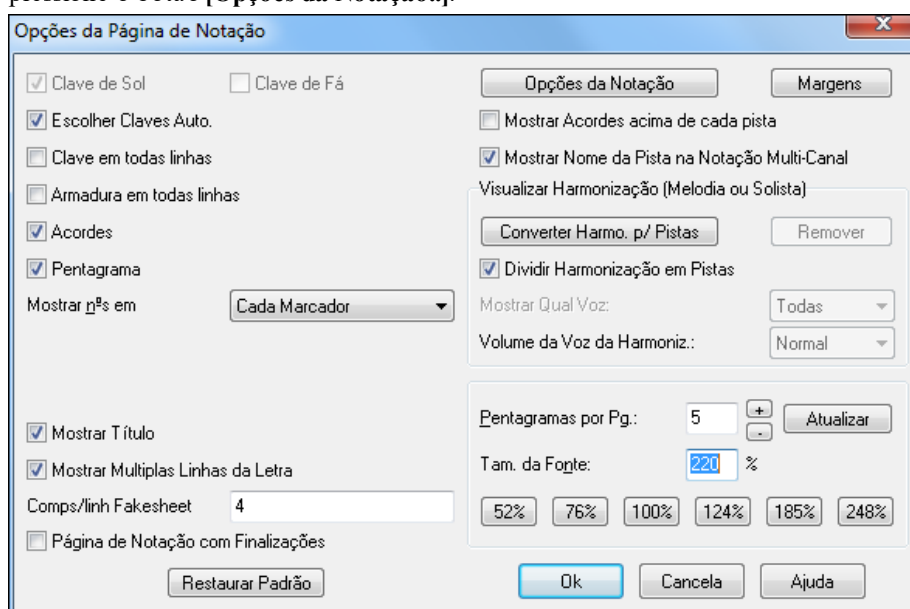 Opções da Página de Notação
Clave de Sol
Clave de Fá
Opções da Notação
Margens
Escolher Claves Auto.
Mostrar Acordes acima de cada pista
Clave em todas linhas
Mostrar Nome da Pista na Notação Multi-Canal
Armadura em todas linhas
Visualizar Harmonização (Melodia ou Solista)
Acordes
Converter Harmo. p/ Pistas
Remover
Pentagrama
Dividir Harmonização em Pistas
Mostrar nºs em
Cada Marcador
Mostrar Qual Voz:
Todas
Volume da Voz da Harmoniz.:
Normal
Pentagramas por Pg.:
5
+
-
Atualizar
Mostrar Título
Mostrar Multiplas Linhas da Letra
Tam. da Fonte:
220
%
Comps/linh Fakesheet
4
52%
76%
100%
124%
185%
248%
Página de Notação com Finalizações
Restaurar Padrão
Ok
Cancela
Ajuda